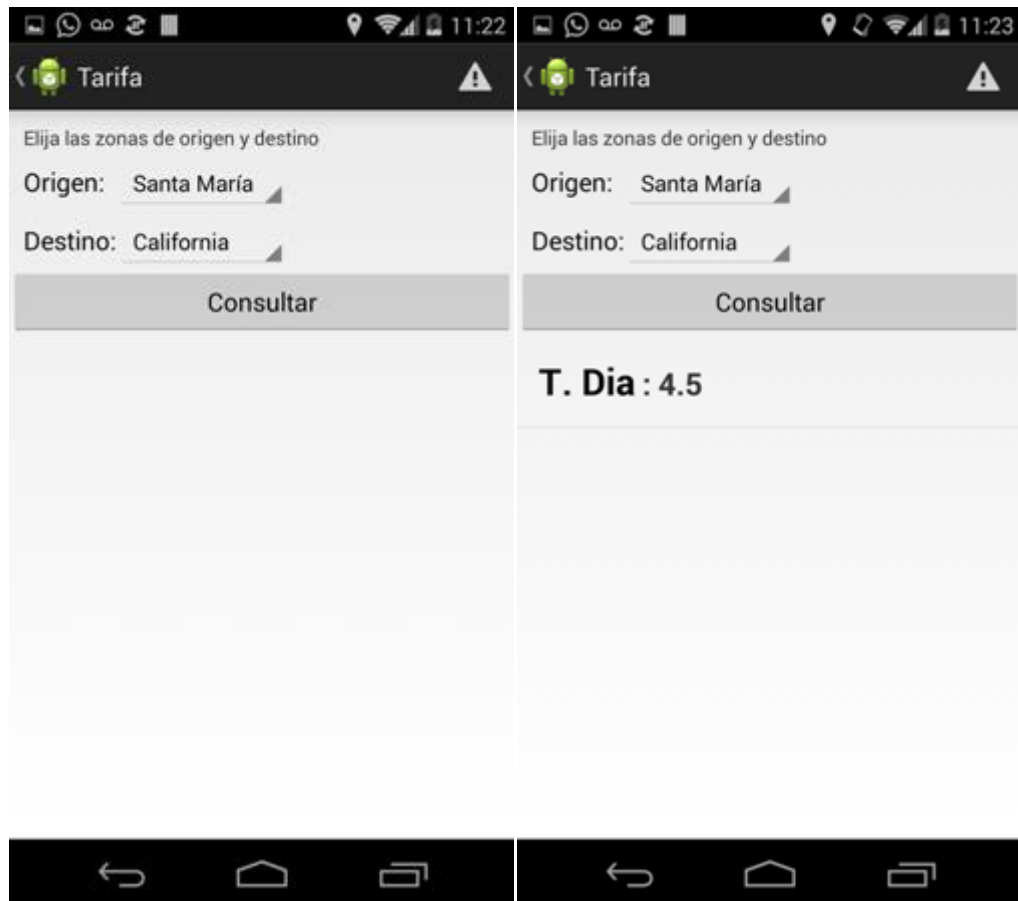 11:22
Tarifa
Elija las zonas de origen y destino
Origen: Santa María
Destino: California
Consultar
11:23
Tarifa
Elija las zonas de origen y destino
Origen: Santa María
Destino: California
Consultar
T. Dia : 4.5